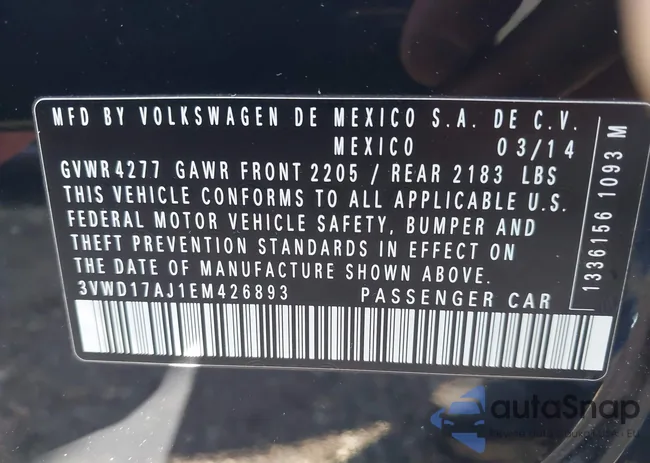 MFD BY VOLKSWAGEN DE MEXICO S.A. DE C.V.
MEXICO 03/14
GVWR 4277 GAWR FRONT 2205 / REAR 2183 LBS
THIS VEHICLE CONFORMS TO ALL APPLICABLE U.S.
FEDERAL MOTOR VEHICLE SAFETY, BUMPER AND
THEFT PREVENTION STANDARDS IN EFFECT ON
THE DATE OF MANUFACTURE SHOWN ABOVE.
3VWD17AJ1EM426893 PASSENGER CAR
1336156 1093 M
autoSnap